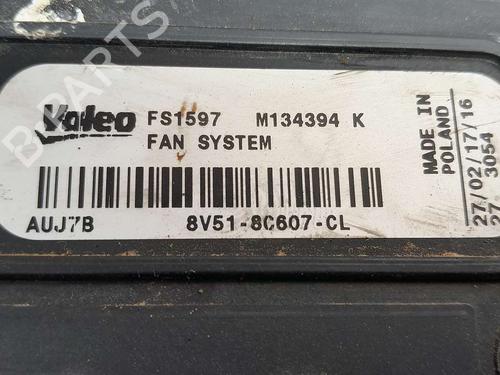 Valeo FS1597 M134394 K
FAN SYSTEM
AUJ7B 8V51-8C607-CL
MADE IN
POLAND
27/02/17/16
27 3054
B-PARTS